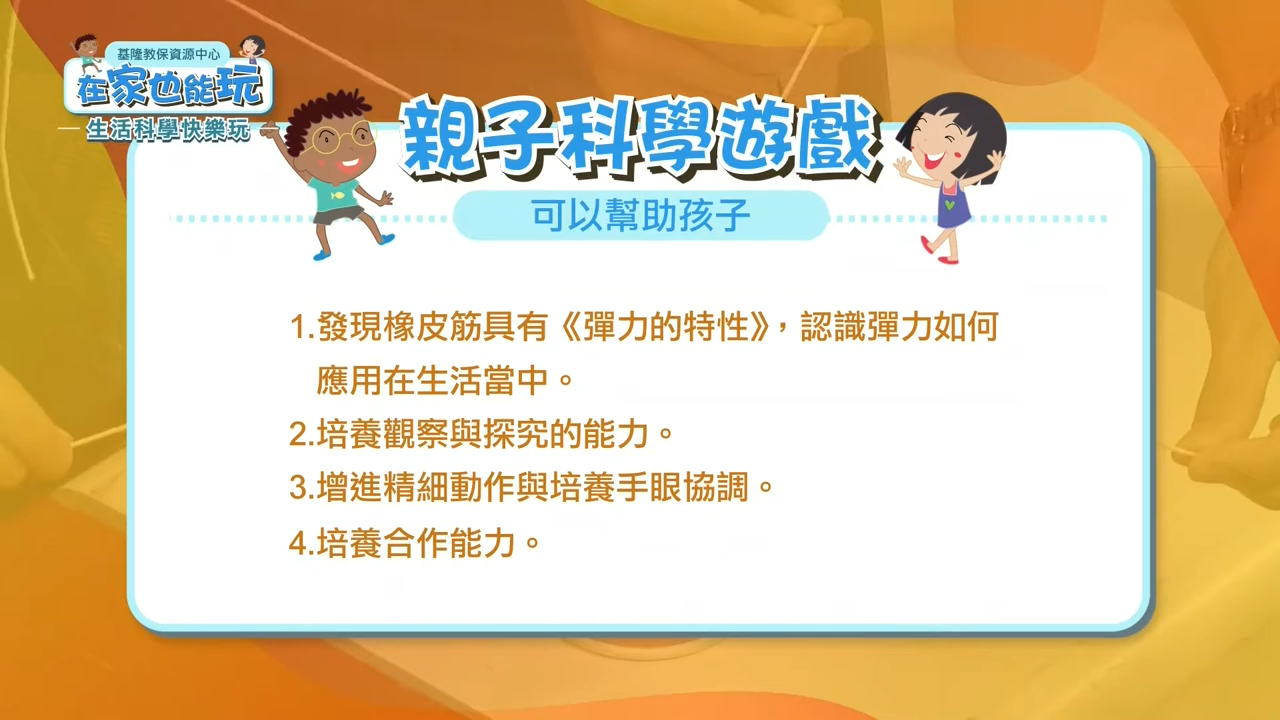 基隆教保資源中心
在家也能玩
生活科學快樂玩
親子科學遊戲
可以幫助孩子
1.發現橡皮筋具有《彈力的特性》，認識彈力如何
應用在生活當中。
2.培養觀察與探究的能力。
3.增進精細動作與培養手眼協調。
4.培養合作能力。